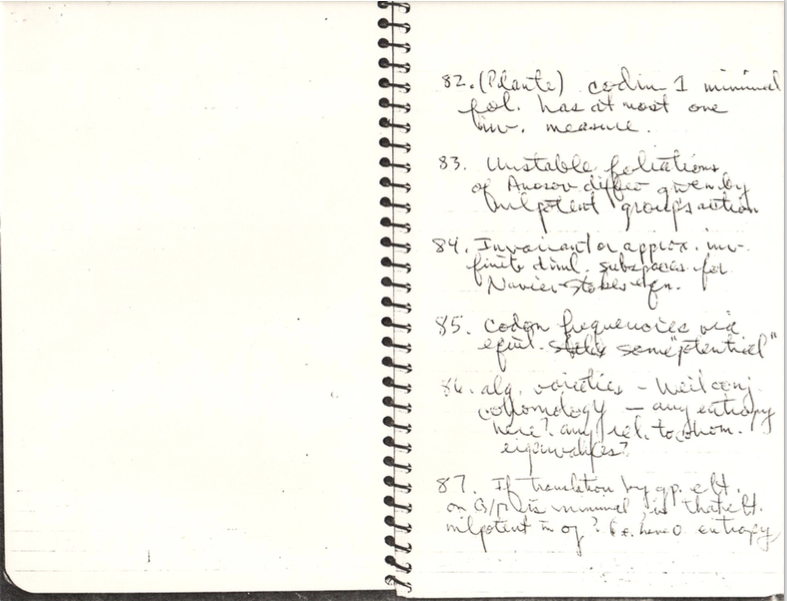 82. (Plante) codim 1 minimal
fol. has at most one
inv. measure.
83. Unstable foliations
of Anosov diffeo given by
nilpotent group action
84. Invariant or approx. inv.
finite diml. subspaces for
Navier-Stokes eqn.
85. Codon frequencies via
equil. states some "potential"
86. alg. varieties - Weil conj.
cohomology - any entropy
here? any rel. to cohom.
eigenvalues?
87. If translation by gp. elt.
on G/Γ is minimal is that elt.
nilpotent in g? i.e. have 0 entropy